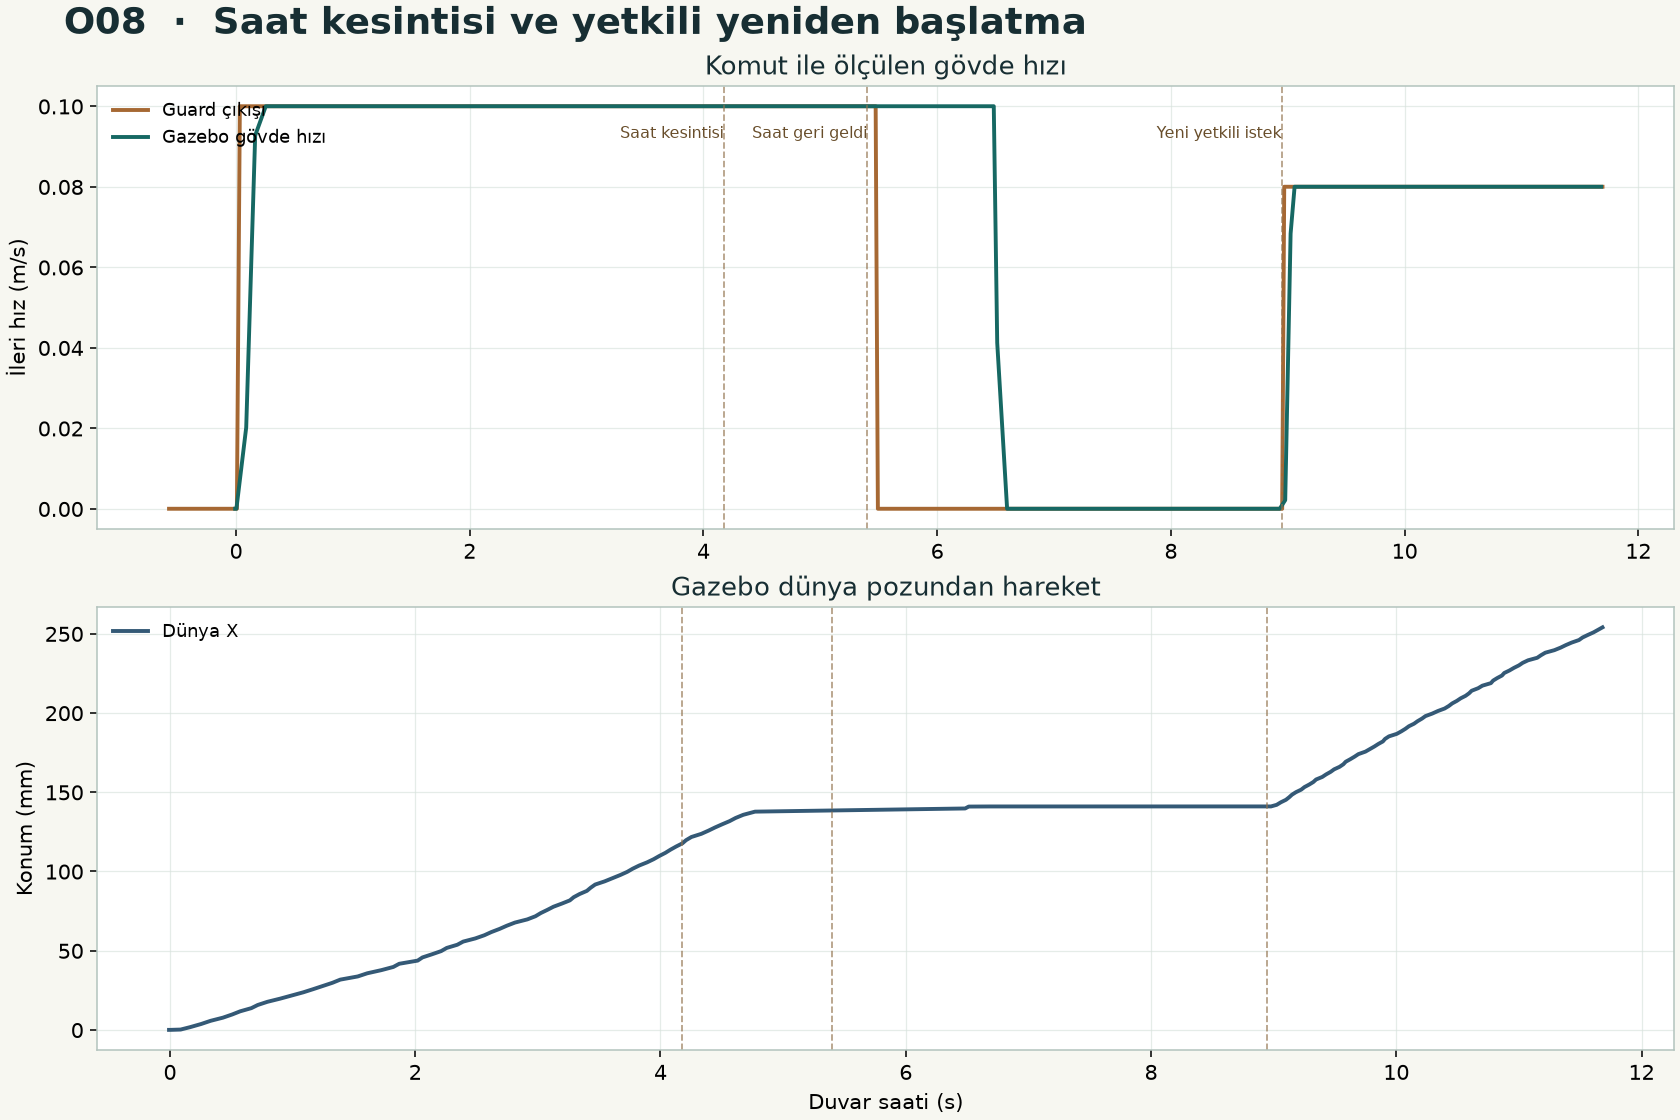 O08 · Saat kesintisi ve yetkili yeniden başlatma
Komut ile ölçülen gövde hızı
Guard çıkışı
Gazebo gövde hızı
Saat kesintisi
Saat geri geldi
Yeni yetkili istek
İleri hız (m/s)
0.10
0.08
0.06
0.04
0.02
0.00
0 2 4 6 8 10 12
Gazebo dünya pozundan hareket
Dünya X
Konum (mm)
250
200
150
100
50
0
0 2 4 6 8 10 12
Duvar saati (s)